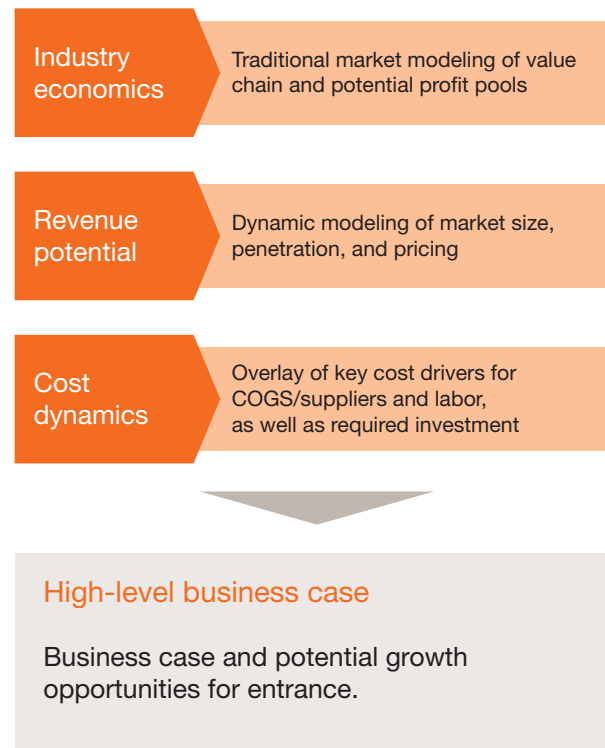 Industry
economics
Traditional market modeling of value
chain and potential profit pools
Revenue
potential
Dynamic modeling of market size,
penetration, and pricing
Cost
dynamics
Overlay of key cost drivers for
COGS/suppliers and labor,
as well as required investment
High-level business case
Business case and potential growth
opportunities for entrance.